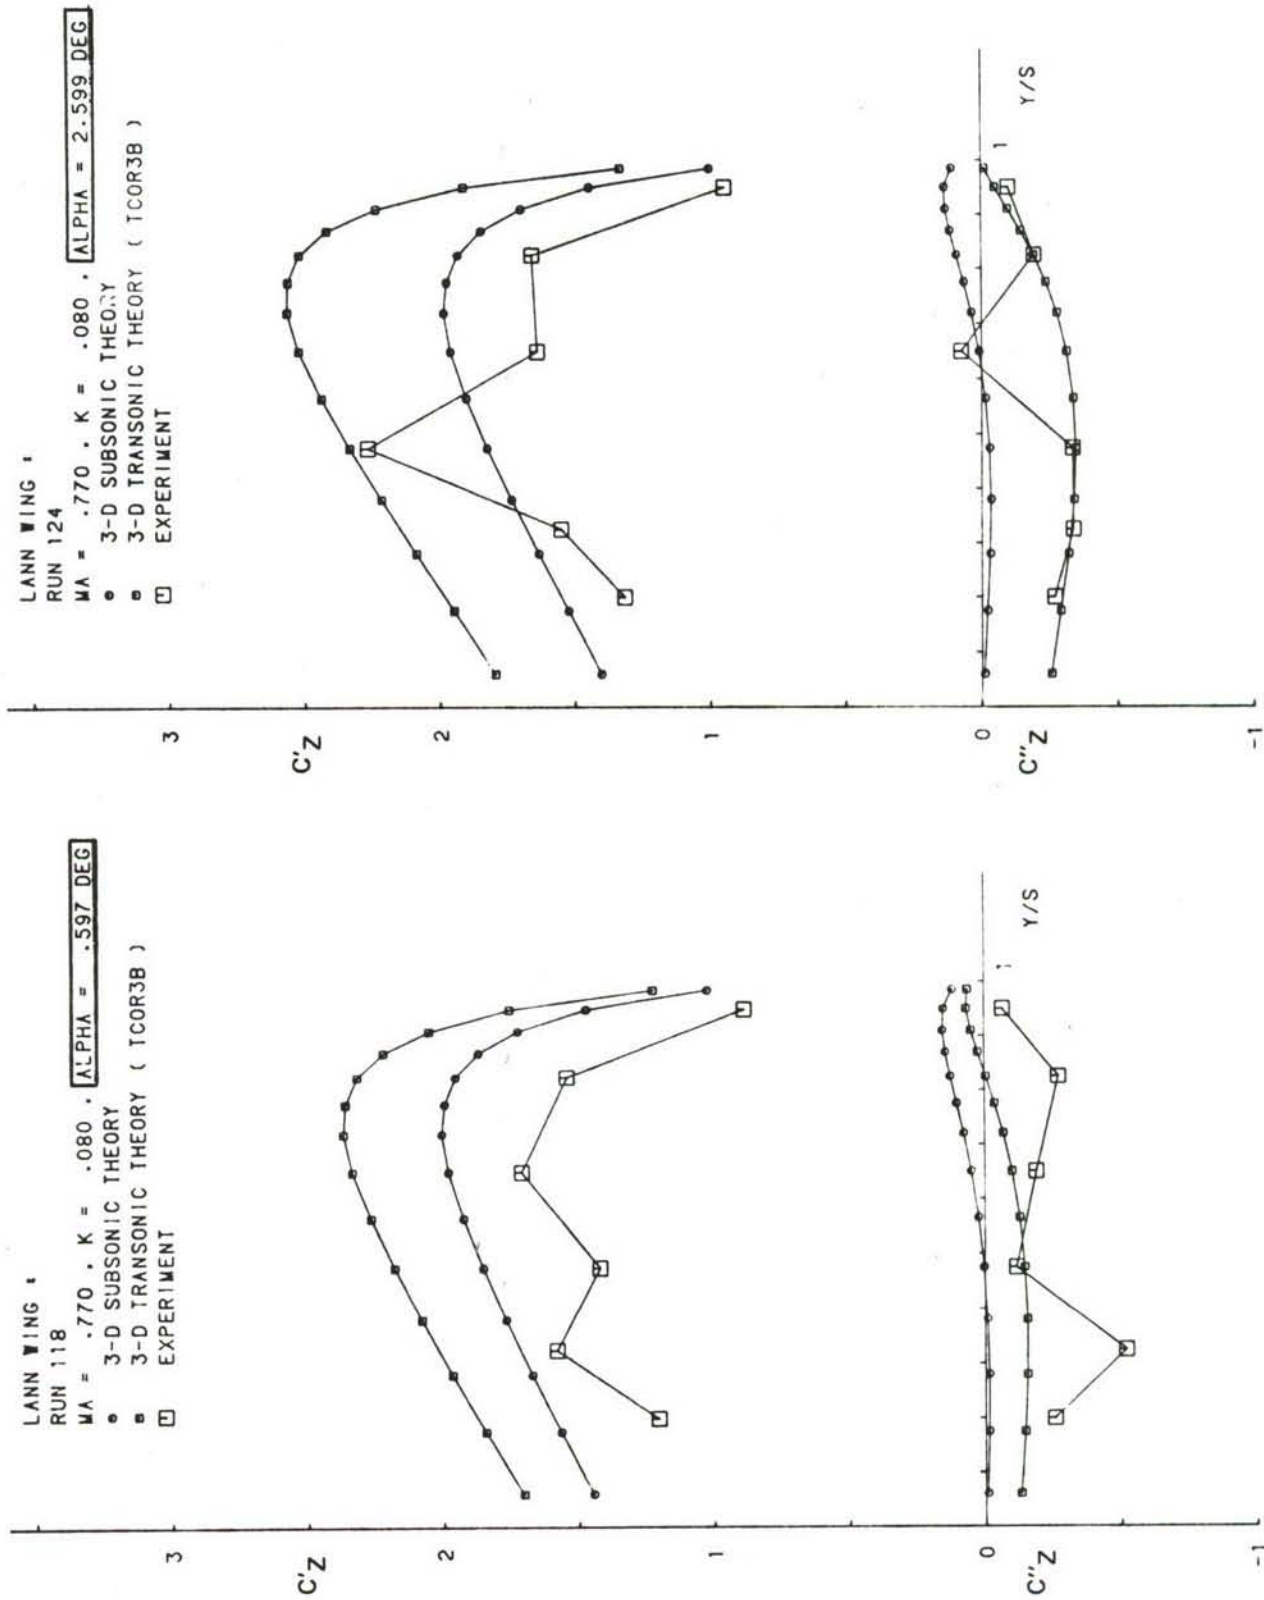 LANN WING :
RUN 118
MA = .770 . K = .080 . ALPHA = .597 DEG
3-D SUBSONIC THEORY
3-D TRANSONIC THEORY ( TCOR3B )
EXPERIMENT
3
C'Z
2
1
0
C''Z
-1
1
Y/S
LANN WING :
RUN 124
MA = .770 . K = .080 . ALPHA = 2.599 DEG
3-D SUBSONIC THEORY
3-D TRANSONIC THEORY ( TCOR3B )
EXPERIMENT
3
C'Z
2
1
0
C''Z
-1
1
Y/S